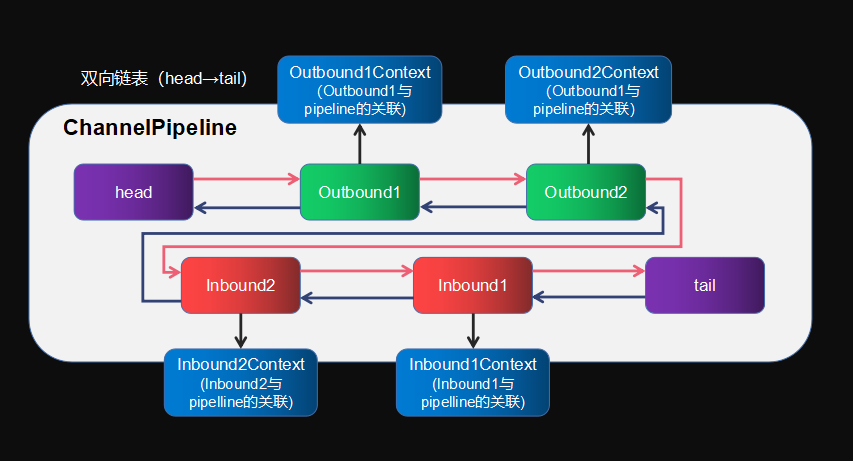 双向链表（head→tail）
Outbound1Context
（Outbound1与
pipeline的关联）
Outbound2Context
（Outbound1与
pipeline的关联）
ChannelPipeline
head
Outbound1
Outbound2
Inbound2
Inbound1
tail
Inbound2Context
(Inbound2与
pipelline的关联)
Inbound1Context
(Inbound1与
pipelline的关联)